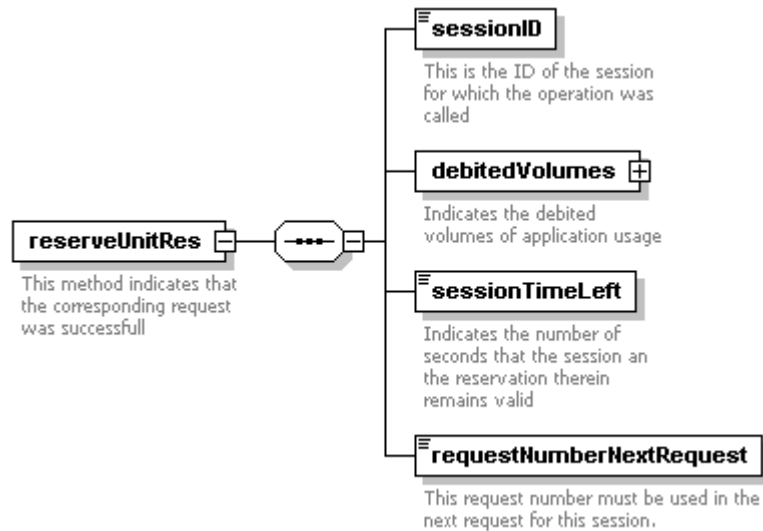 sessionID
This is the ID of the session
for which the operation was
called
debitedVolumes
Indicates the debited
volumes of application usage
reserveUnitRes
This method indicates that
the corresponding request
was successfull
sessionTimeLeft
Indicates the number of
seconds that the session an
the reservation therein
remains valid
requestNumberNextRequest
This request number must be used in the
next request for this session.